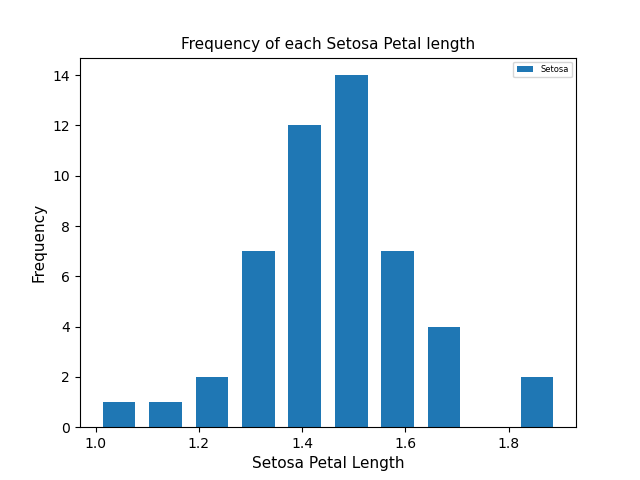 Frequency of each Setosa Petal length
Setosa
14
12
10
8
6
4
2
0
Frequency
1.0 1.2 1.4 1.6 1.8
Setosa Petal Length